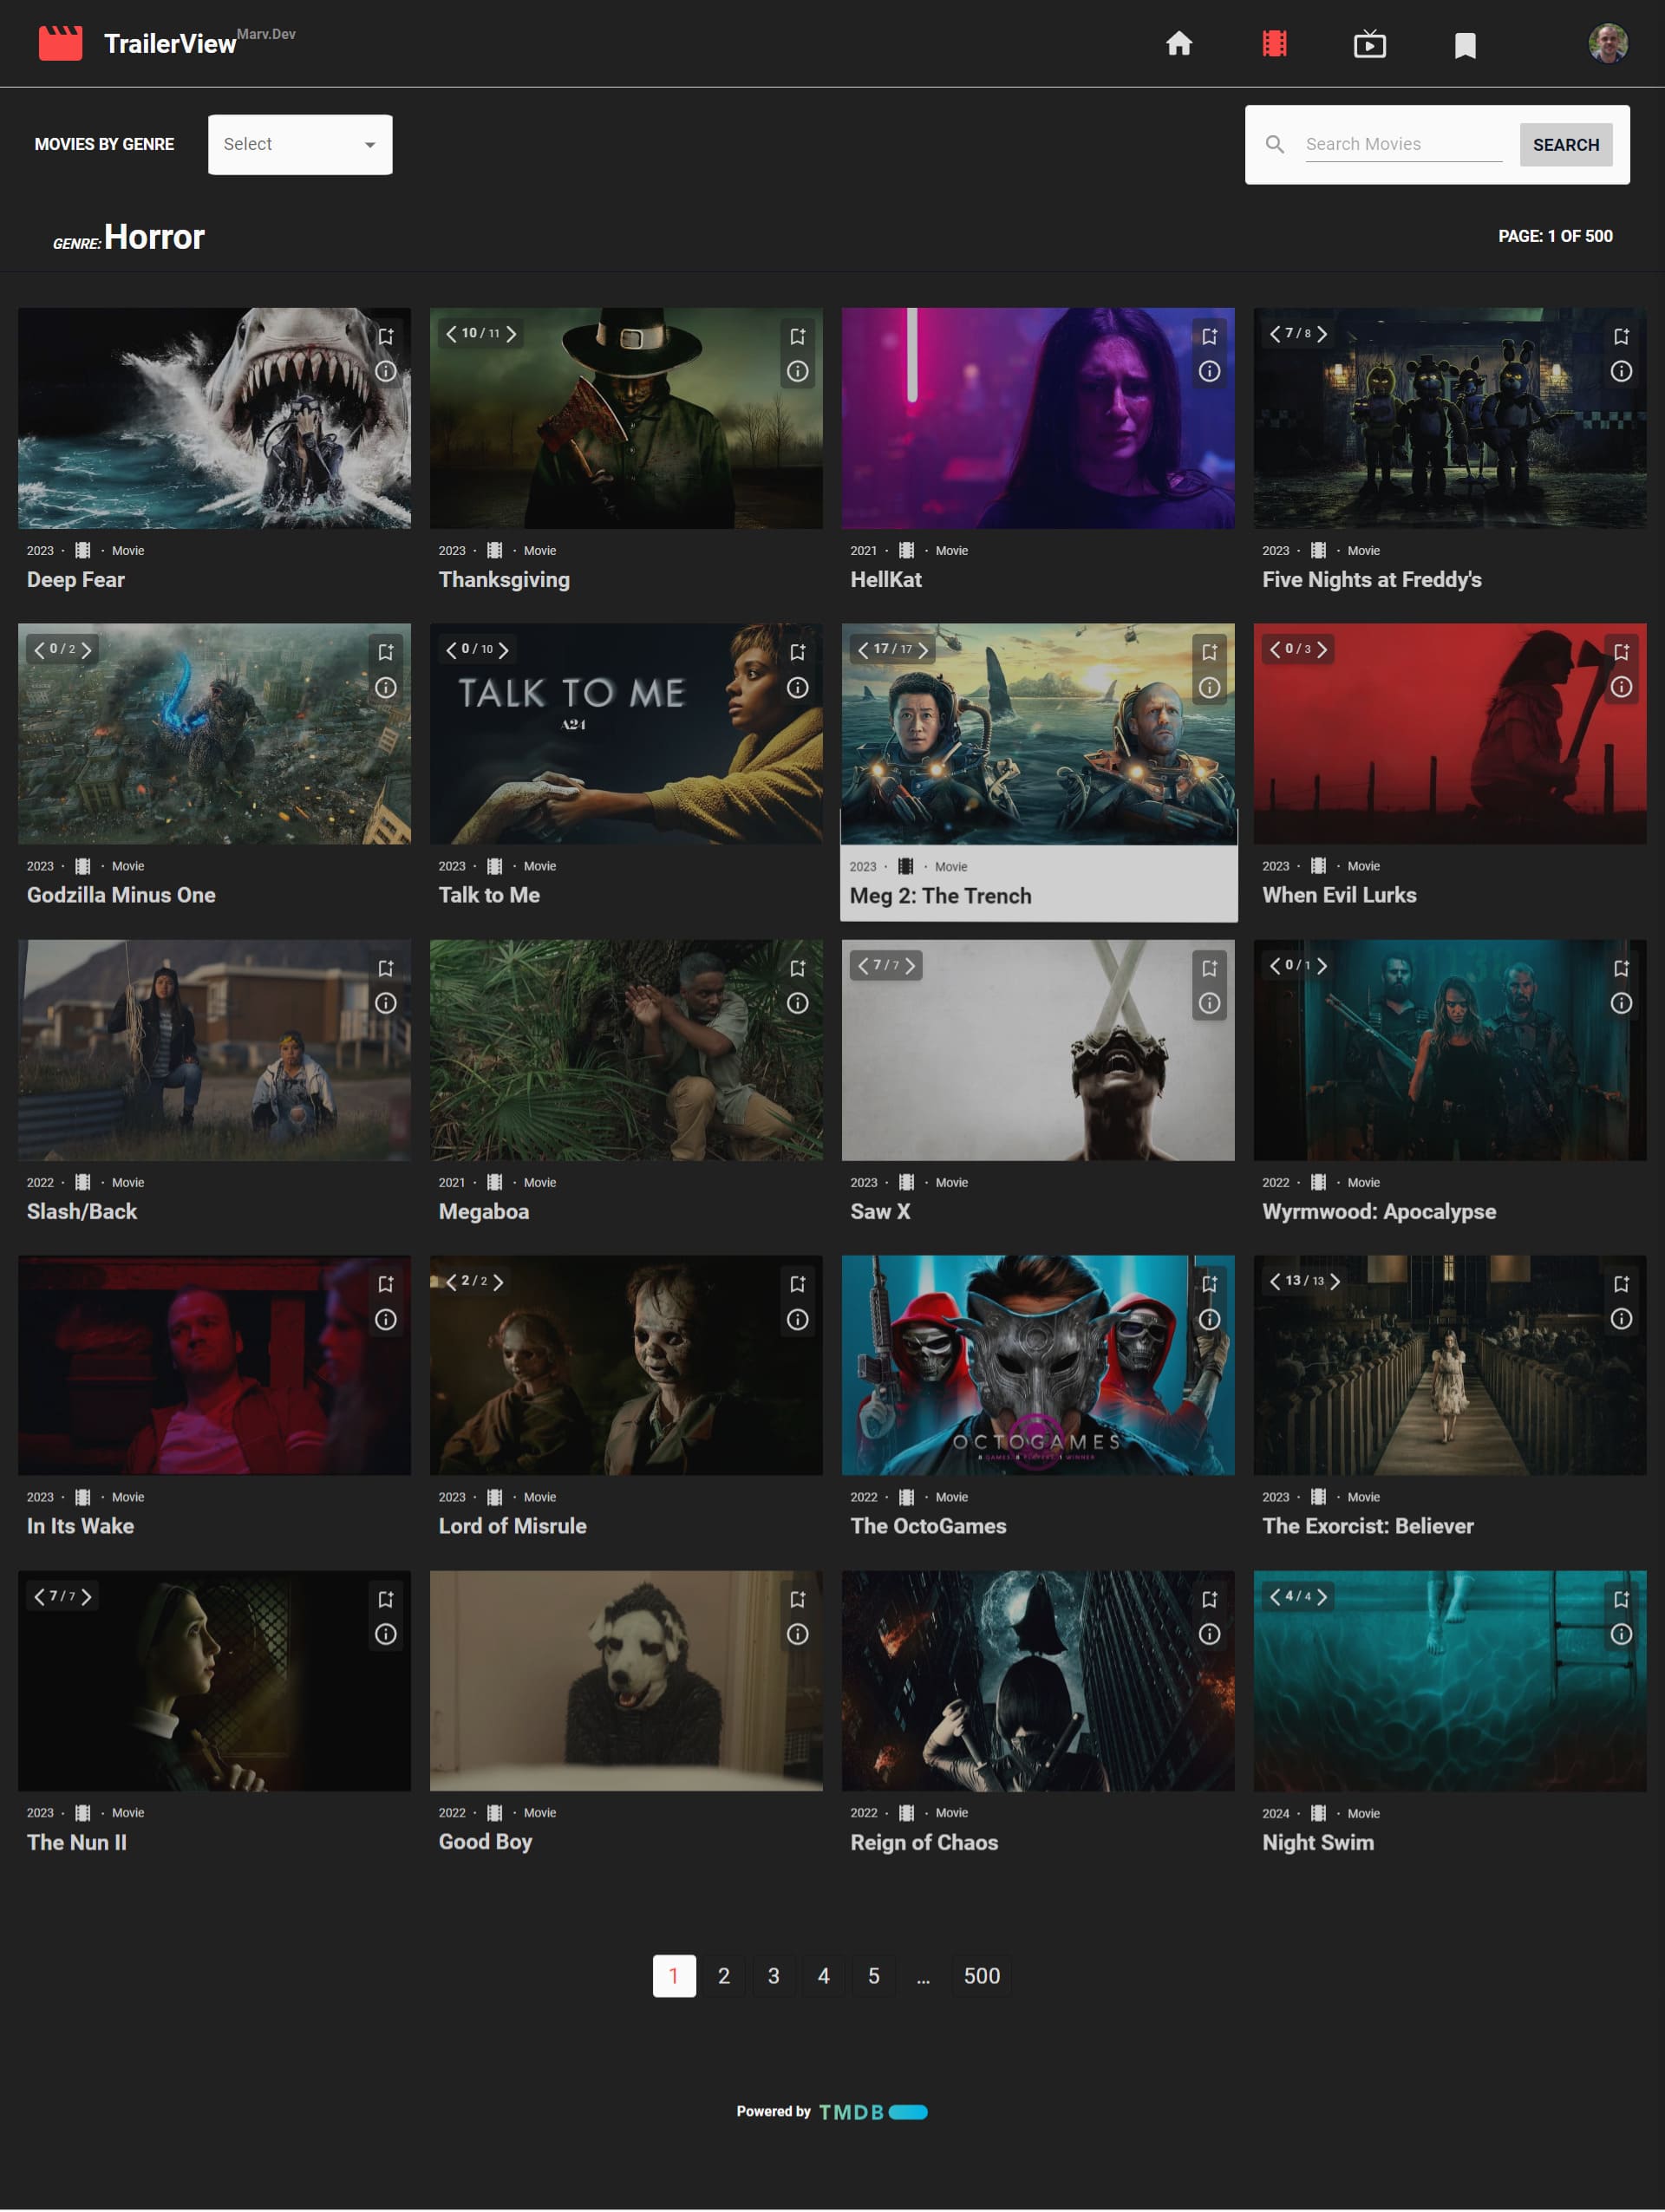 TrailerView Marv.Dev
MOVIES BY GENRE
Select
Search Movies
SEARCH
GENRE: Horror
PAGE: 1 OF 500
10 / 11
7 / 8
2023 · · Movie
Deep Fear
2023 · · Movie
Thanksgiving
2021 · · Movie
HellKat
2023 · · Movie
Five Nights at Freddy's
0 / 2
0 / 10
TALK TO ME
A24
17 / 17
0 / 3
2023 · · Movie
Godzilla Minus One
2023 · · Movie
Talk to Me
2023 · · Movie
Meg 2: The Trench
2023 · · Movie
When Evil Lurks
7 / 7
0 / 1
2022 · · Movie
Slash/Back
2021 · · Movie
Megaboa
2023 · · Movie
Saw X
2022 · · Movie
Wyrmwood: Apocalypse
2 / 2
OCTOGAMES
8 GAMES 8 PLAYERS 1 WINNER
13 / 13
2023 · · Movie
In Its Wake
2023 · · Movie
Lord of Misrule
2022 · · Movie
The OctoGames
2023 · · Movie
The Exorcist: Believer
7 / 7
4 / 4
2023 · · Movie
The Nun II
2022 · · Movie
Good Boy
2022 · · Movie
Reign of Chaos
2024 · · Movie
Night Swim
1 2 3 4 5 ... 500
Powered by TMDB